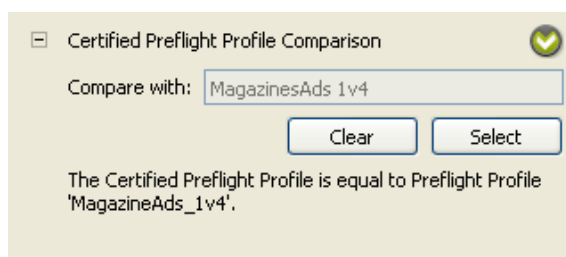 Certified Preflight Profile Comparison
Compare with: MagazinesAds 1v4
Clear Select
The Certified Preflight Profile is equal to Preflight Profile
'MagazineAds_1v4'.